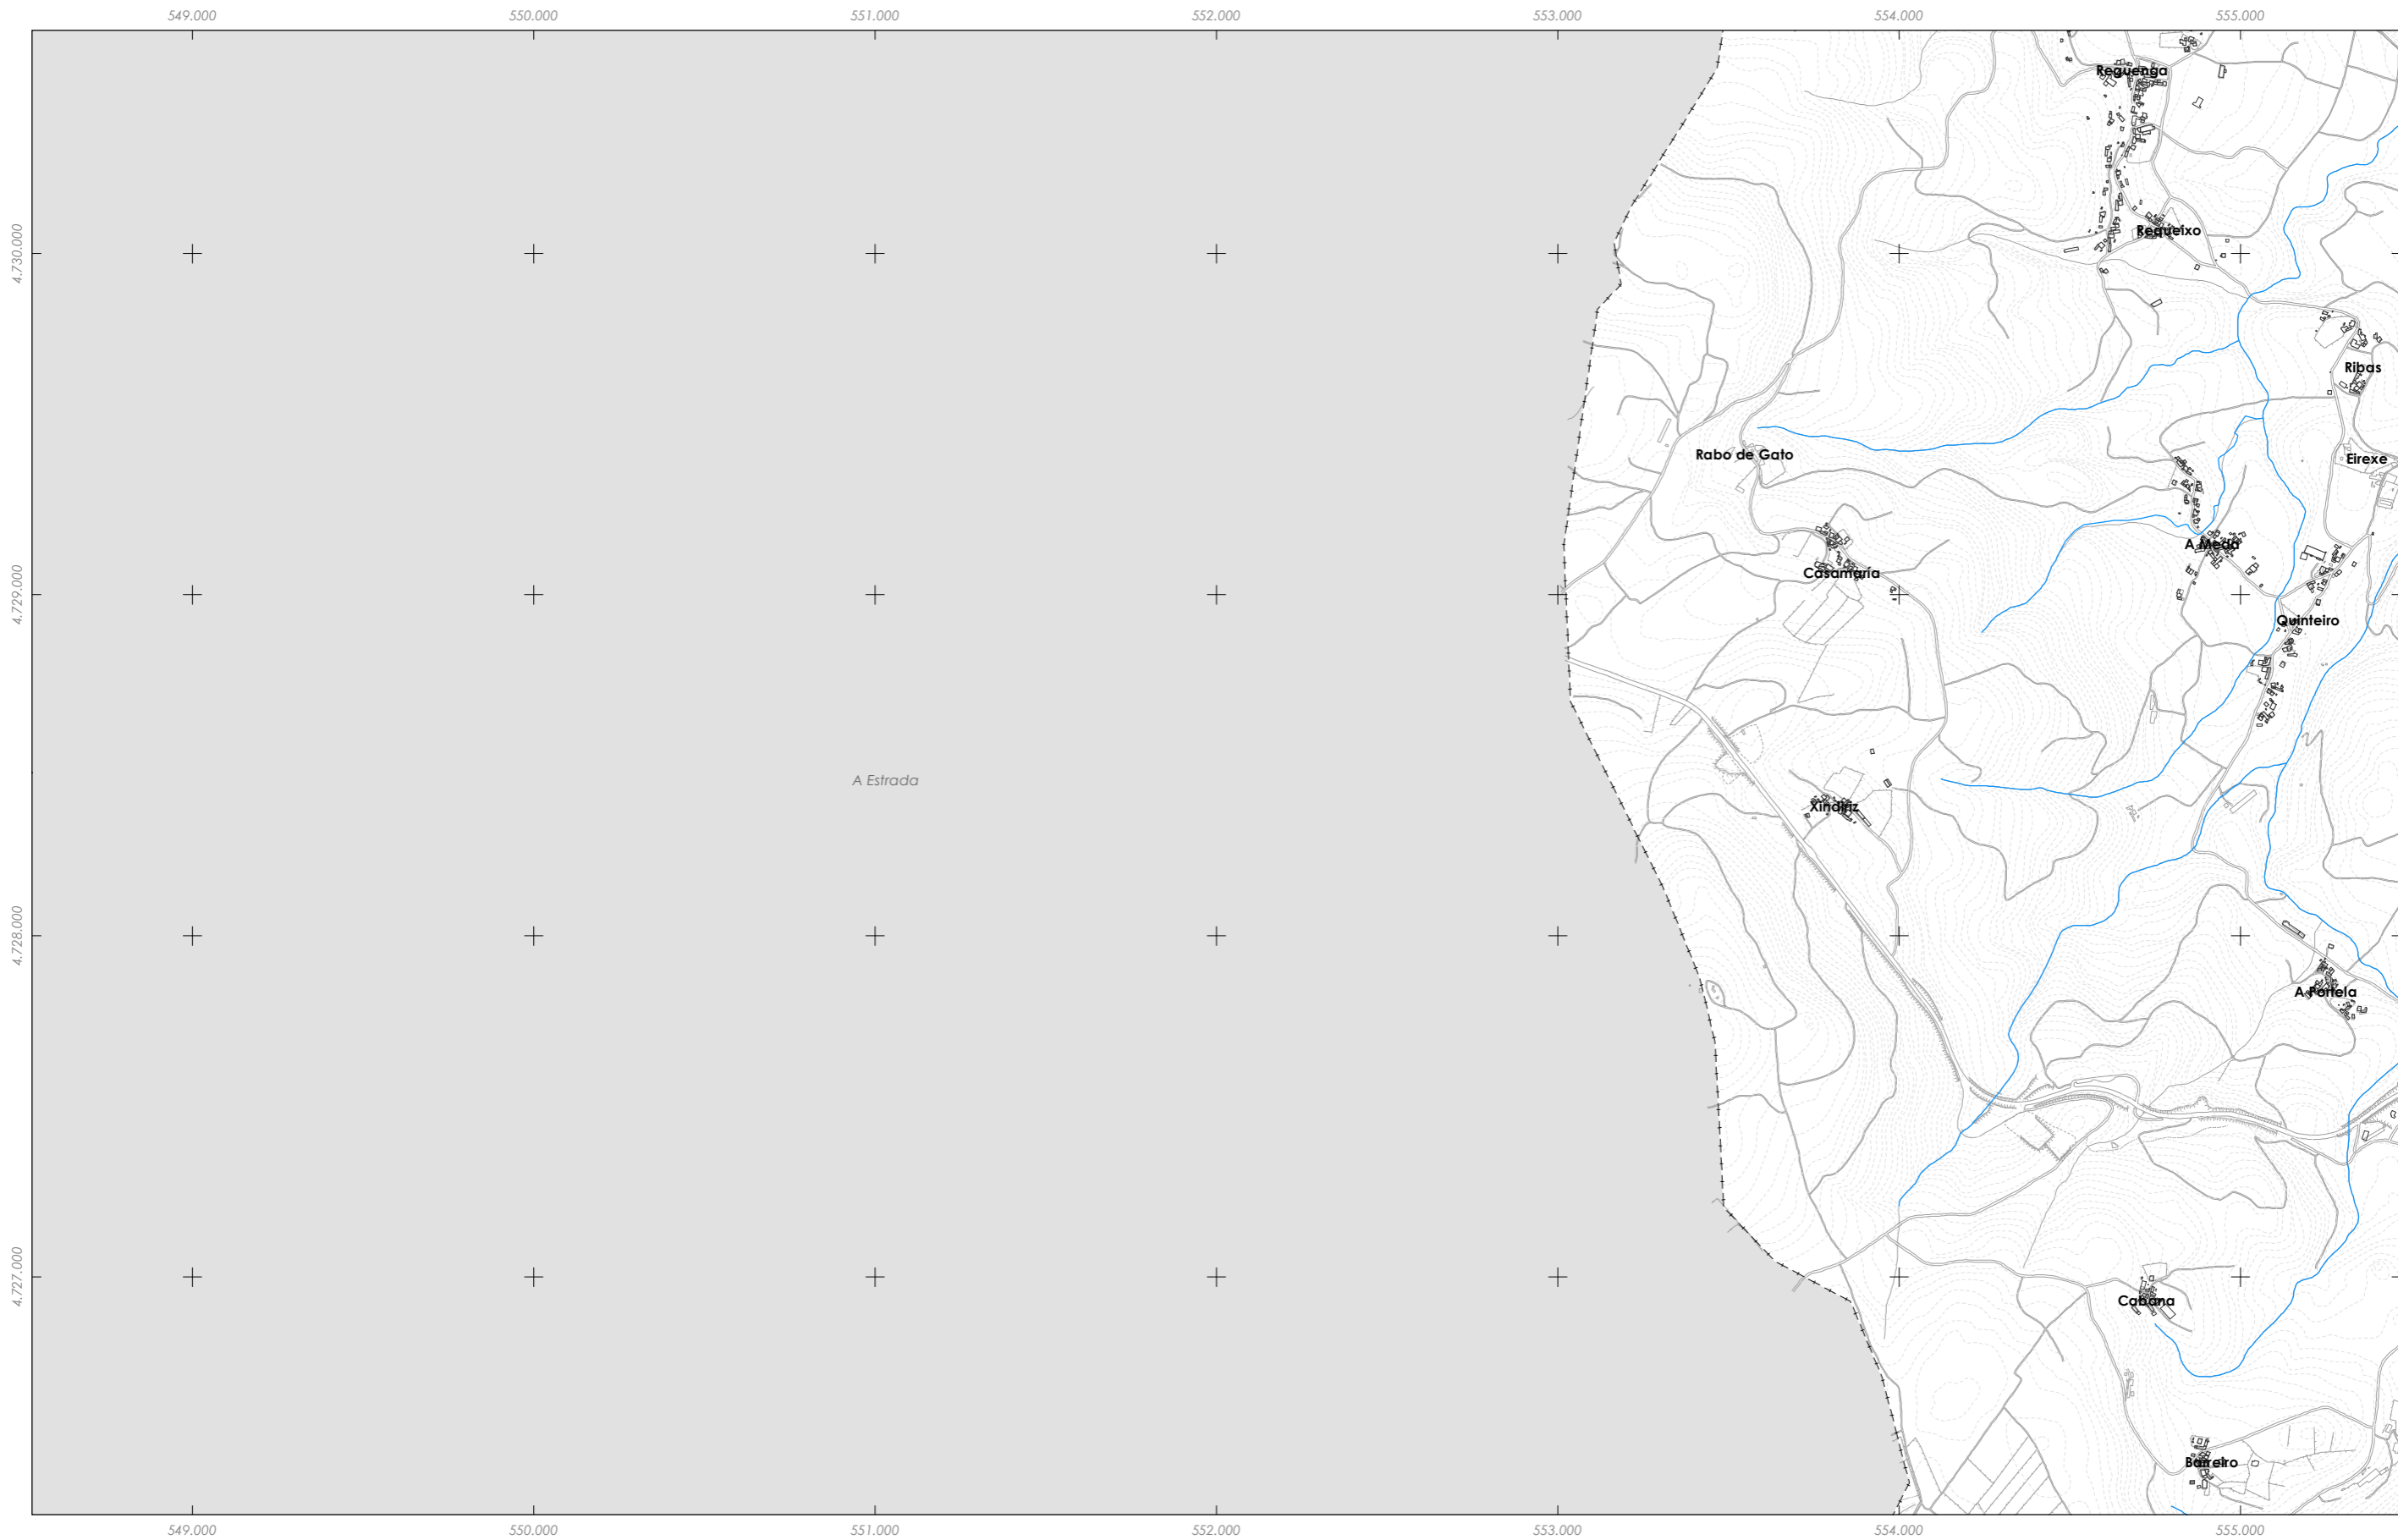 549.000
550.000
551.000
552.000
553.000
554.000
555.000
Reguenga
Requeixo
4.730.000
Ribas
Rabo de Gato
Eirexe
A Meda
Casamaría
4.729.000
Quinteiro
A Estrada
Xindiriz
4.728.000
A Portela
4.727.000
Cabana
Barreiro
549.000
550.000
551.000
552.000
553.000
554.000
555.000